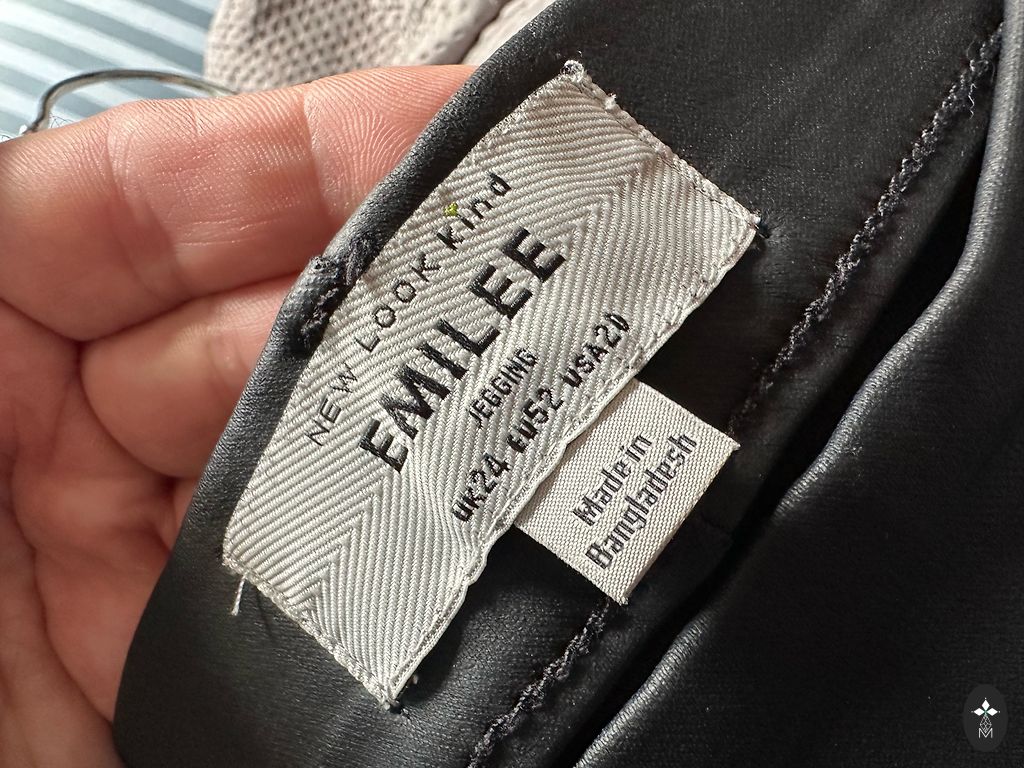 NEW LOOK kind
EMILEE
JEGGING
UK24 EU52 USA20
Made in
Bangladesh
M